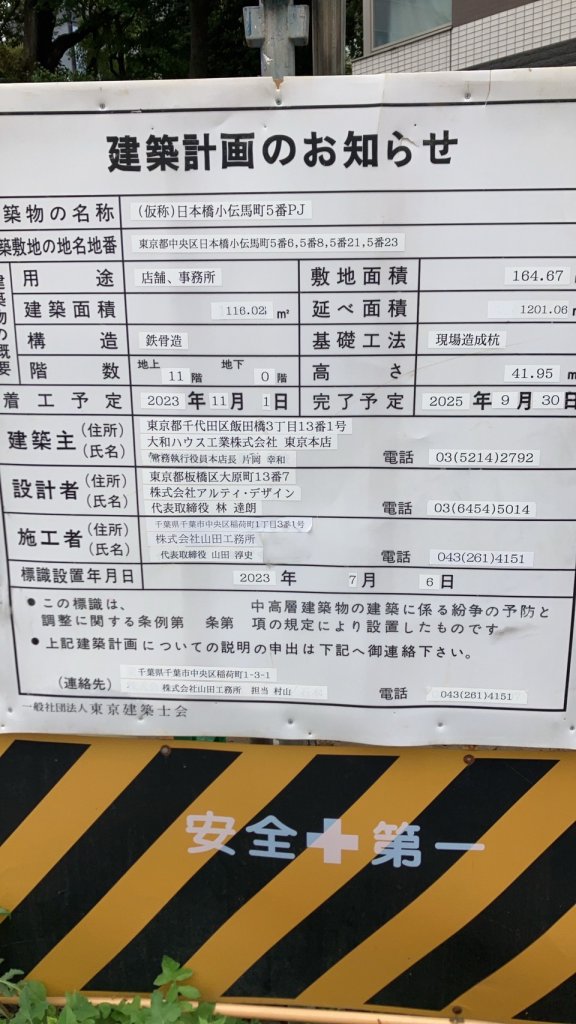 建築計画のお知らせ
築物の名称 (仮称)日本橋小伝馬町5番PJ
築敷地の地名地番 東京都中央区日本橋小伝馬町5番6,5番8,5番21,5番23
建築物の概要
用途 店舗、事務所 敷地面積 164.67
建築面積 116.02 m² 延べ面積 1201.06
構造 鉄骨造 基礎工法 現場造成杭
階数 地上 11階 地下 0階 高さ 41.95 m
着工予定 2023年11月1日 完了予定 2025年9月30日
建築主 (住所) 東京都千代田区飯田橋3丁目13番1号
(氏名) 大和ハウス工業株式会社 東京本店
常務執行役員本店長 片岡 幸和 電話 03(5214)2792
設計者 (住所) 東京都板橋区大原町13番7
(氏名) 株式会社アルティ・デザイン
代表取締役 林 達朗 電話 03(6454)5014
施工者 (住所) 千葉県千葉市中央区稲荷町1丁目3番1号
(氏名) 株式会社山田工務所
代表取締役 山田 淳史 電話 043(261)4151
標識設置年月日 2023年 7月 6日
●この標識は、 中高層建築物の建築に係る紛争の予防と
調整に関する条例第 条第 項の規定により設置したものです
●上記建築計画についての説明の申出は下記へ御連絡下さい。
千葉県千葉市中央区稲荷町1-3-1
(連絡先) 株式会社山田工務所 担当 村山 電話 043(261)4151
一般社団法人東京建築士会
安全✚第一